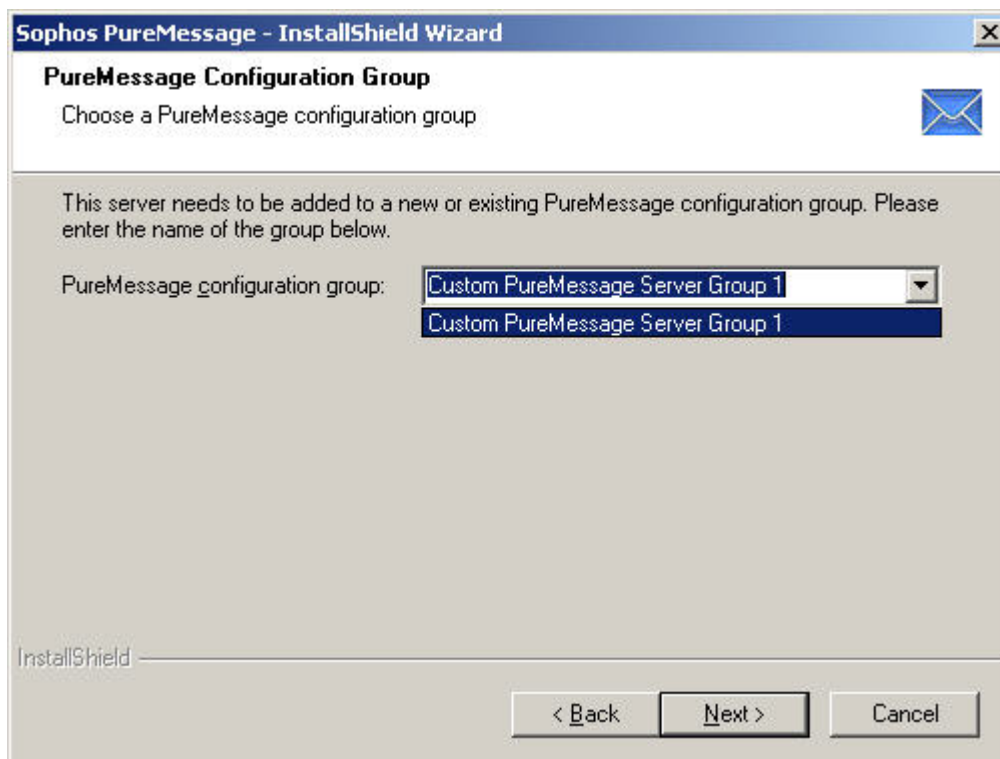 Sophos PureMessage - InstallShield Wizard
PureMessage Configuration Group
Choose a PureMessage configuration group
This server needs to be added to a new or existing PureMessage configuration group. Please
enter the name of the group below.
PureMessage configuration group: Custom PureMessage Server Group 1
Custom PureMessage Server Group 1
InstallShield
< Back Next > Cancel